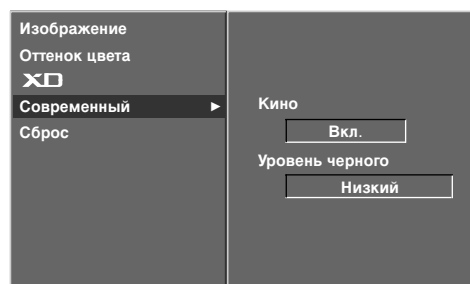 Изображение
Оттенок цвета
XD
Современный ►
Сброс
Кино
Вкл.
Уровень черного
Низкий